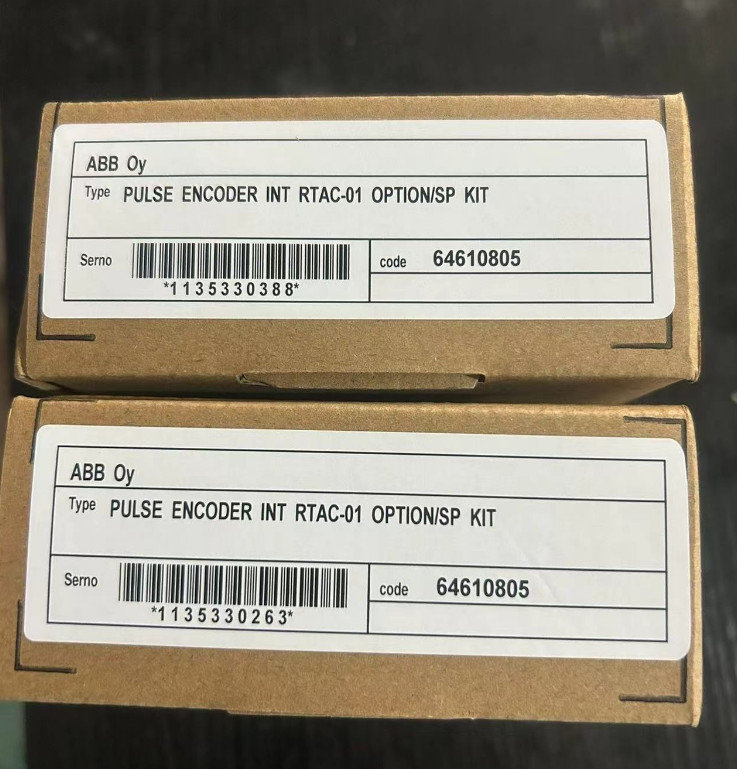 ABB Oy
Type PULSE ENCODER INT RTAC-01 OPTION/SP KIT
Serno code 64610805
*1135330388*
ABB Oy
Type PULSE ENCODER INT RTAC-01 OPTION/SP KIT
Serno code 64610805
*1135330263*